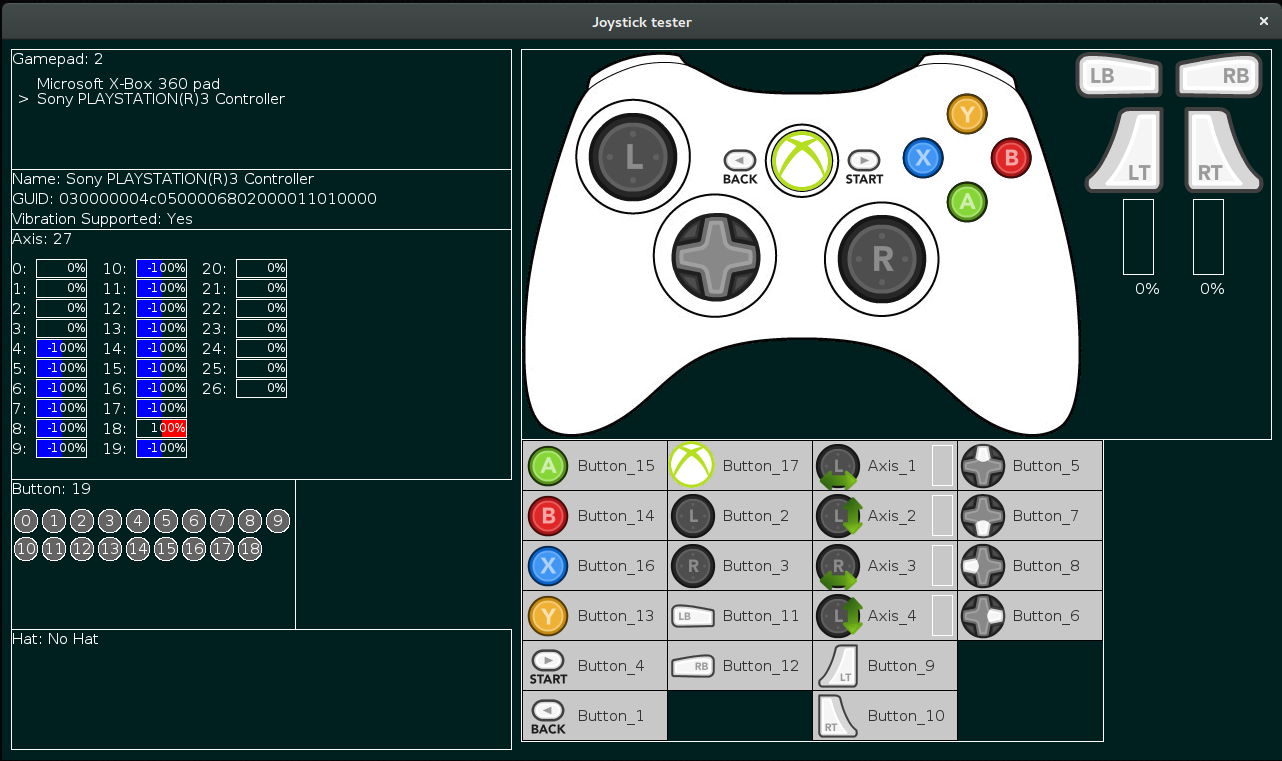 Joystick tester ×
Gamepad: 2
Microsoft X-Box 360 pad
> Sony PLAYSTATION(R)3 Controller
Name: Sony PLAYSTATION(R)3 Controller
GUID: 030000004c0500006802000011010000
Vibration Supported: Yes
Axis: 27
0: 0% 10: -100% 20: 0%
1: 0% 11: -100% 21: 0%
2: 0% 12: -100% 22: 0%
3: 0% 13: -100% 23: 0%
4: -100% 14: -100% 24: 0%
5: -100% 15: -100% 25: 0%
6: -100% 16: -100% 26: 0%
7: -100% 17: -100%
8: -100% 18: 100%
9: -100% 19: -100%
Button: 19
0 1 2 3 4 5 6 7 8 9
10 11 12 13 14 15 16 17 18
Hat: No Hat
LB RB
Y
L X B
BACK START
LT RT
A
R
0% 0%
A Button_15 Button_17 L Axis_1 Button_5
B Button_14 L Button_2 L Axis_2 Button_7
X Button_16 R Button_3 R Axis_3 Button_8
Y Button_13 LB Button_11 L Axis_4 Button_6
START Button_4 RB Button_12 LT Button_9
BACK Button_1 RT Button_10